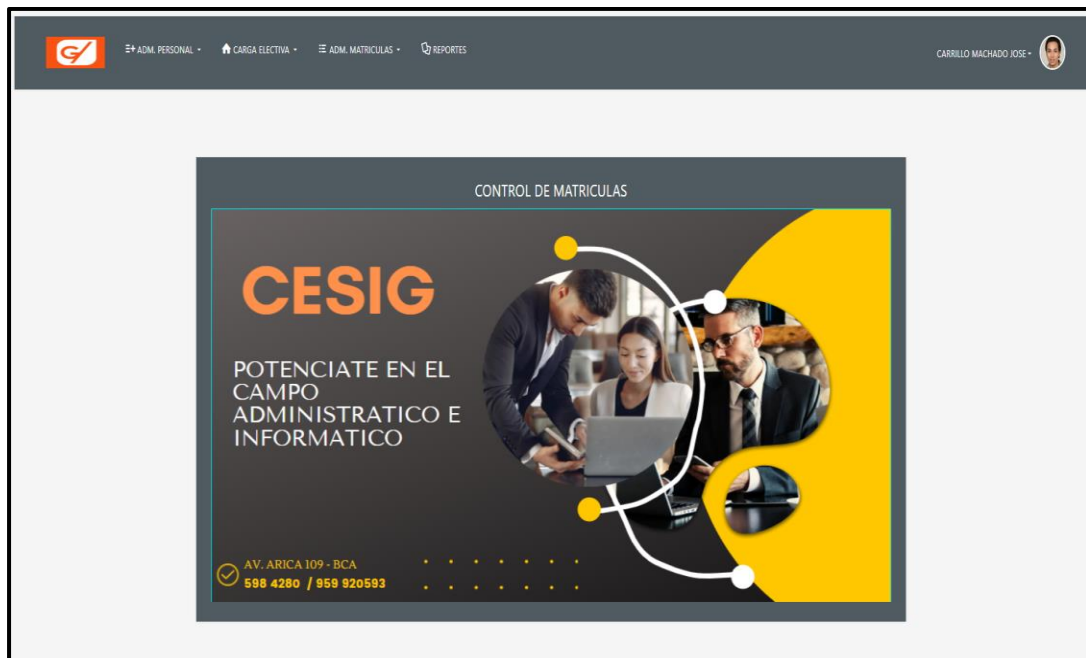 ADM. PERSONAL
CARGA ELECTIVA
ADM. MATRICULAS
REPORTES
CARRILLO MACHADO JOSE
CONTROL DE MATRICULAS
CESIG
POTENCIATE EN EL
CAMPO
ADMINISTRATICO E
INFORMATICO
AV. ARICA 109 - BCA
598 4280 / 959 920593